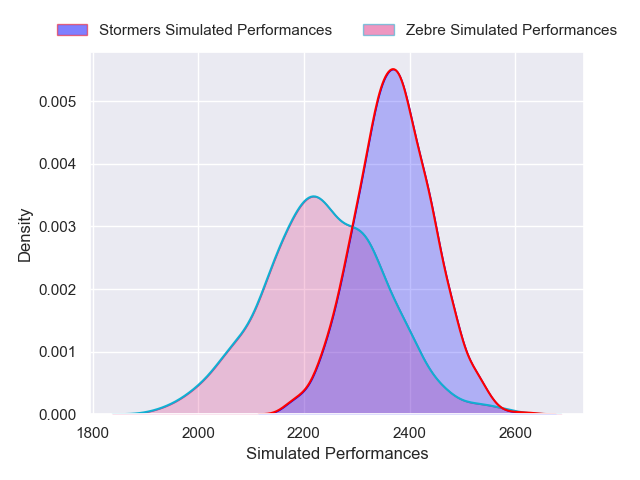 Stormers Simulated Performances
Zebre Simulated Performances
0.005
0.004
0.003
0.002
0.001
0.000
Density
1800 2000 2200 2400 2600
Simulated Performances